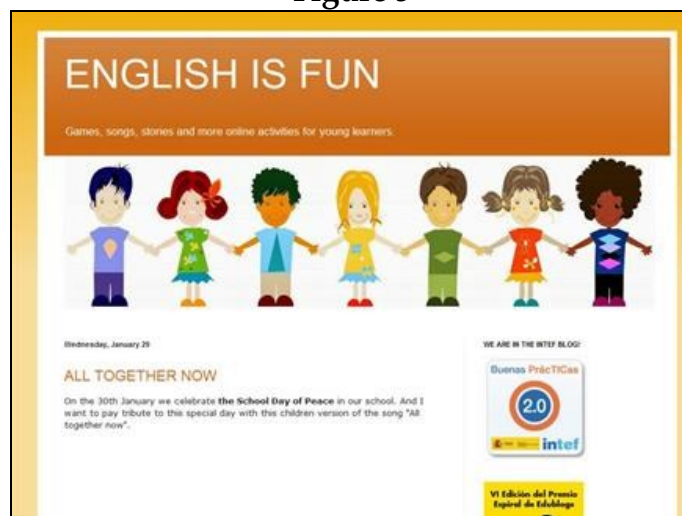 ENGLISH IS FUN
Games, songs, stories and more online activities for young learners.
Wednesday, January 29
ALL TOGETHER NOW
On the 30th January we celebrate the School Day of Peace in our school. And I
want to pay tribute to this special day with this children version of the song "All
together now".
WE ARE IN THE INTEF BLOG!
Buenas PrácTICas
2.0
intef
VI Edición del Premio
Espiral de Edublogs